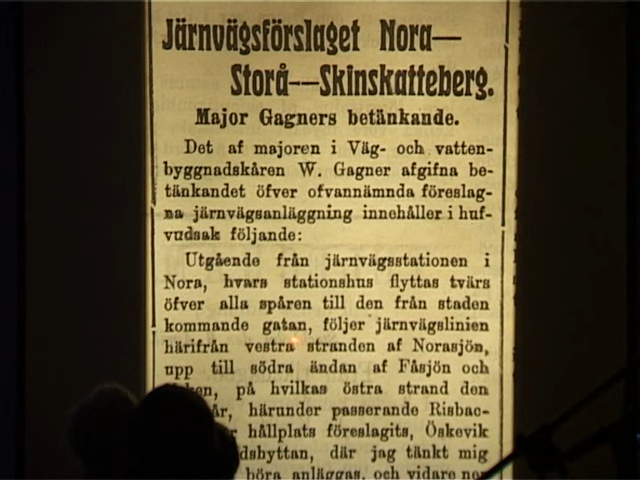 Järnvägsförslaget Nora—
Storå—Skinskatteberg.
Major Gagners betänkande.
Det af majoren i Väg- och vatten-
byggnadskåren W. Gagner afgifna be-
tänkandet öfver ofvannämnda föreslag-
na järnvägsanläggning innehåller i huf-
vudsak följande:
Utgående från järnvägsstationen i
Nora, hvars stationshus flyttas tvärs
öfver alla spåren till den från staden
kommande gatan, följer järnvägslinien
härifrån vestra stranden af Norasjön,
upp till södra ändan af Fåsjön och
på hvilkas östra strand den
härunder passerande Risbac-
hållplats föreslagits, Öskevik
där jag tänkt mig
böra anläggas, och vidare